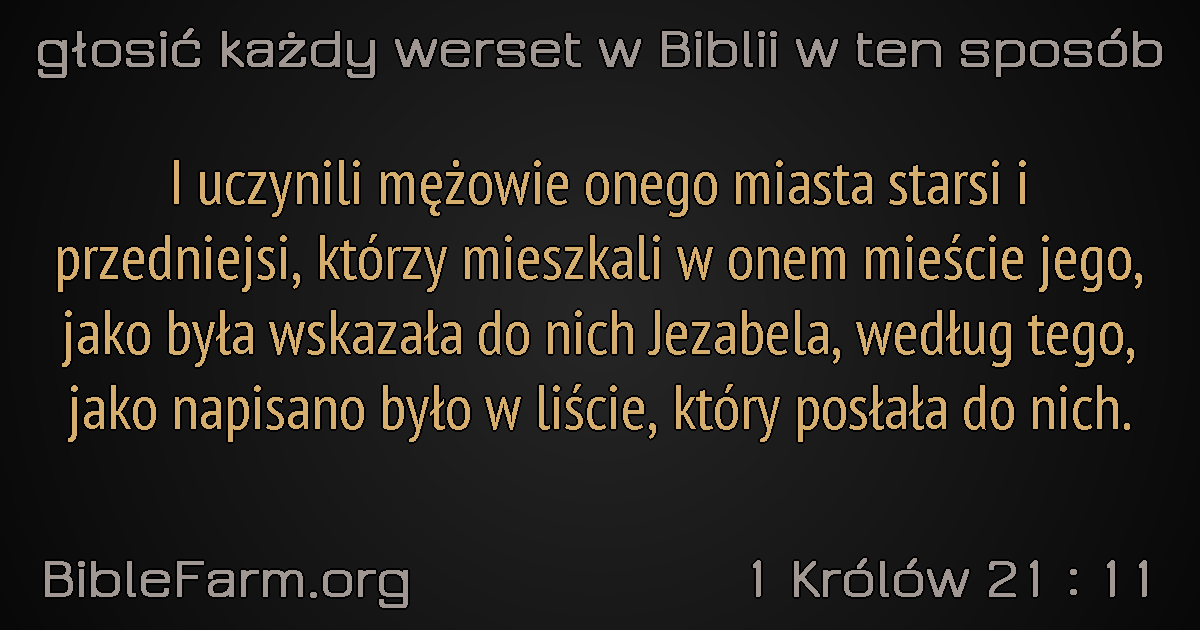 głosić każdy werset w Biblii w ten sposób
I uczynili mężowie onego miasta starsi i
przedniejsi, którzy mieszkali w onem mieście jego,
jako była wskazała do nich Jezabela, według tego,
jako napisano było w liście, który posłała do nich.
BibleFarm.org
1 Królów 21 : 11